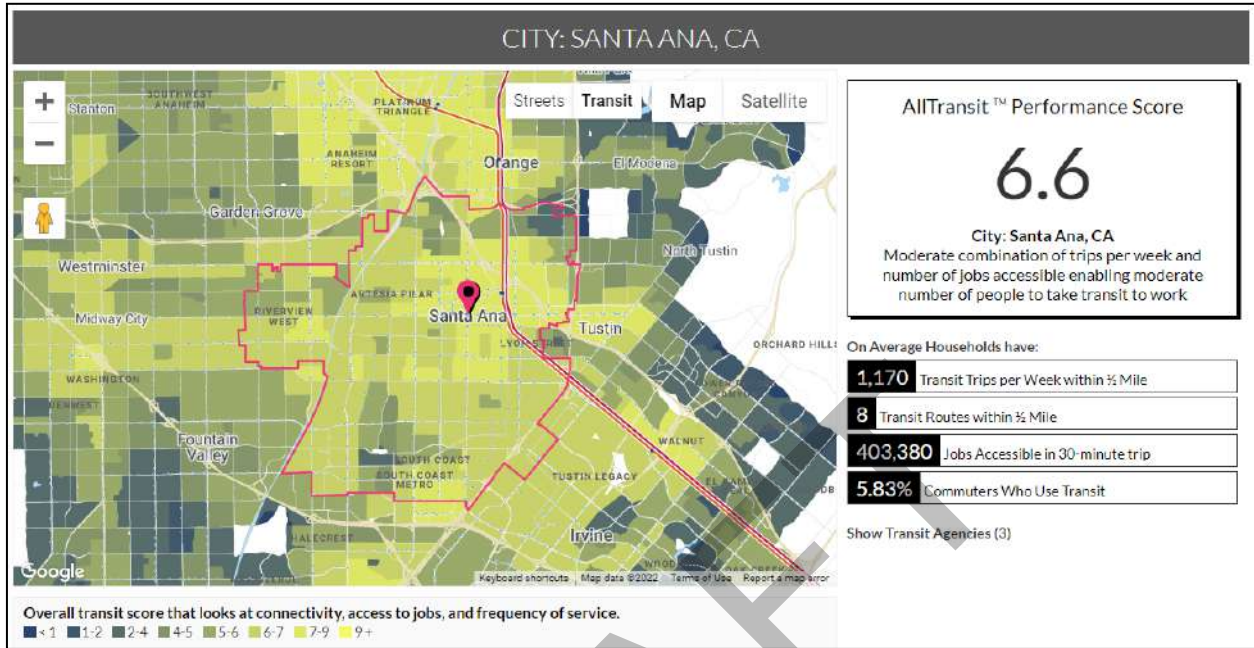 CITY: SANTA ANA, CA
+
−
Streets Transit Map Satellite
Stanton
SOUTHWEST
ANAHEIM
PLATINUM
TRIANGLE
ANAHEIM
RESORT
Orange
El Modena
Garden Grove
North Tustin
Westminster
ARTESIA PILAR
Midway City
RIVERVIEW
WEST
Santa Ana
LYON STREET
Tustin
ORCHARD HILLS
WASHINGTON
Fountain
Valley
WALNUT
SOUTH COAST
SOUTH COAST
METRO
TUSTIN LEGACY
HALECREST
Irvine
Google
Keyboard shortcuts Map data ©2022 Terms of Use Report a map error
Overall transit score that looks at connectivity, access to jobs, and frequency of service.
< 1 1-2 2-4 4-5 5-6 6-7 7-9 9+
AllTransit ™ Performance Score
6.6
City: Santa Ana, CA
Moderate combination of trips per week and
number of jobs accessible enabling moderate
number of people to take transit to work
On Average Households have:
1,170 Transit Trips per Week within ½ Mile
8 Transit Routes within ½ Mile
403,380 Jobs Accessible in 30-minute trip
5.83% Commuters Who Use Transit
Show Transit Agencies (3)